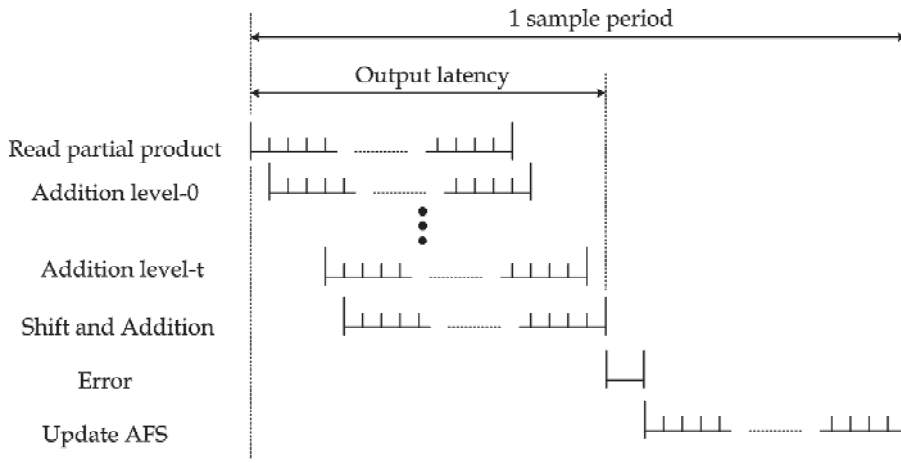 1 sample period
Output latency
Read partial product
Addition level-0
Addition level-t
Shift and Addition
Error
Update AFS